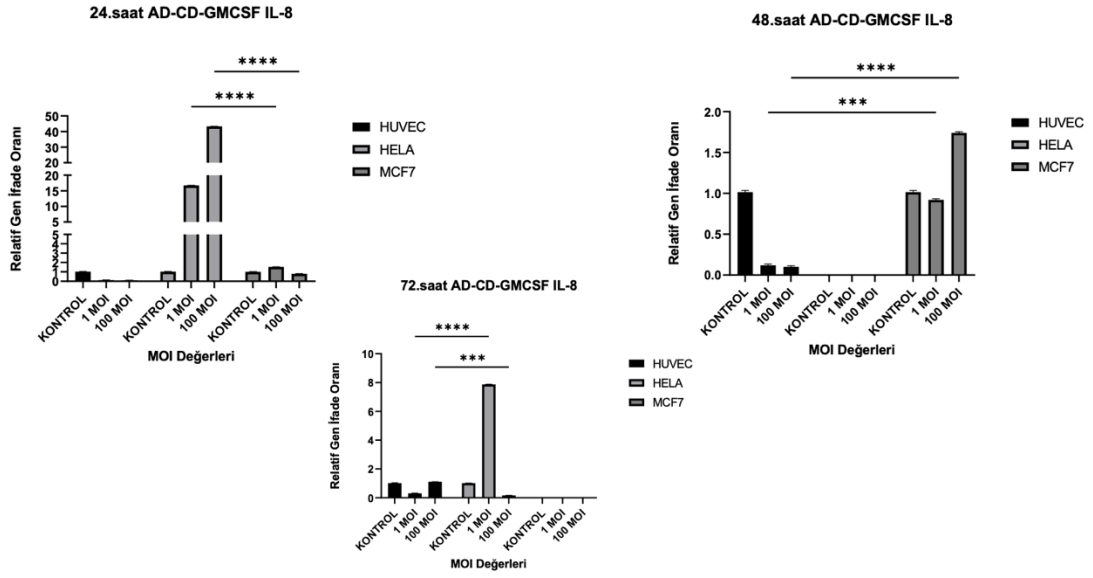 24.saat AD-CD-GMCSF IL-8
****
****
Relatif Gen İfade Oranı
50
40
30
20
20
15
10
5
5
4
3
2
1
0
KONTROL
1 MOI
100 MOI
KONTROL
1 MOI
100 MOI
KONTROL
1 MOI
100 MOI
MOI Değerleri
HUVEC
HELA
MCF7
48.saat AD-CD-GMCSF IL-8
****
***
Relatif Gen İfade Oranı
2.0
1.5
1.0
0.5
0.0
KONTROL
1 MOI
100 MOI
KONTROL
1 MOI
100 MOI
KONTROL
1 MOI
100 MOI
MOI Değerleri
HUVEC
HELA
MCF7
72.saat AD-CD-GMCSF IL-8
****
***
Relatif Gen İfade Oranı
10
8
6
4
2
0
KONTROL
1 MOI
100 MOI
KONTROL
1 MOI
100 MOI
KONTROL
1 MOI
100 MOI
MOI Değerleri
HUVEC
HELA
MCF7